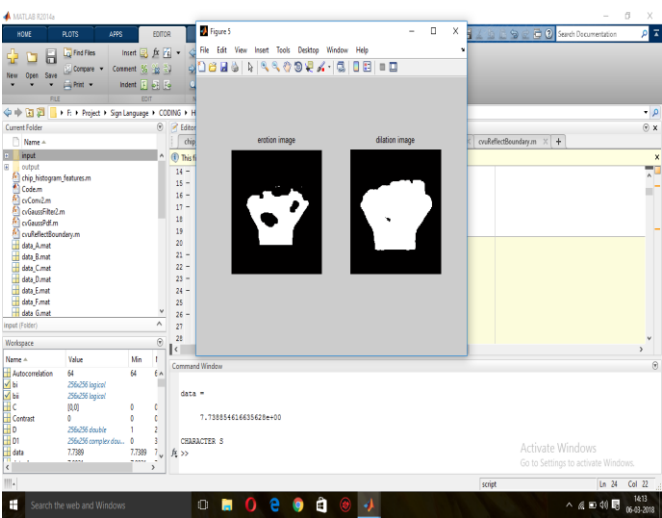 MATLAB R2014a
HOME PLOTS APPS EDITOR
Search Documentation
New Open Save
Find Files
Compare
Print
Insert
Comment
Indent
FILE
EDIT
E: Project Sign Language CODING
Current Folder
Name
input
output
chip_histogram_features.m
Code.m
cvConv2.m
cvGaussFilter2.m
cvGaussPdf.m
cvuReflectBoundary.m
data_A.mat
data_B.mat
data_C.mat
data_D.mat
data_E.mat
data_F.mat
data_G.mat
input (Folder)
Workspace
Name Value Min
Autocorrelation 64 64
bi 256x256 logical
bii 256x256 logical
C [0,0] 0
Contrast 0 0
D 256x256 double 1 2
D1 256x256 complex dou... 0 3
data 7.7389 7.7389
Figure 5
File Edit View Insert Tools Desktop Window Help
erotion image
dilation image
Editor
cvuReflectBoundary.m
14
15
16
17
18
19
20
21
22
23
24
25
26
27
28
Command Window
data =
7.738854616635628e+00
CHARACTER S
fx >>
Activate Windows
Go to Settings to activate Windows.
script Ln 24 Col 22
Search the web and Windows
14:13
06-03-2018